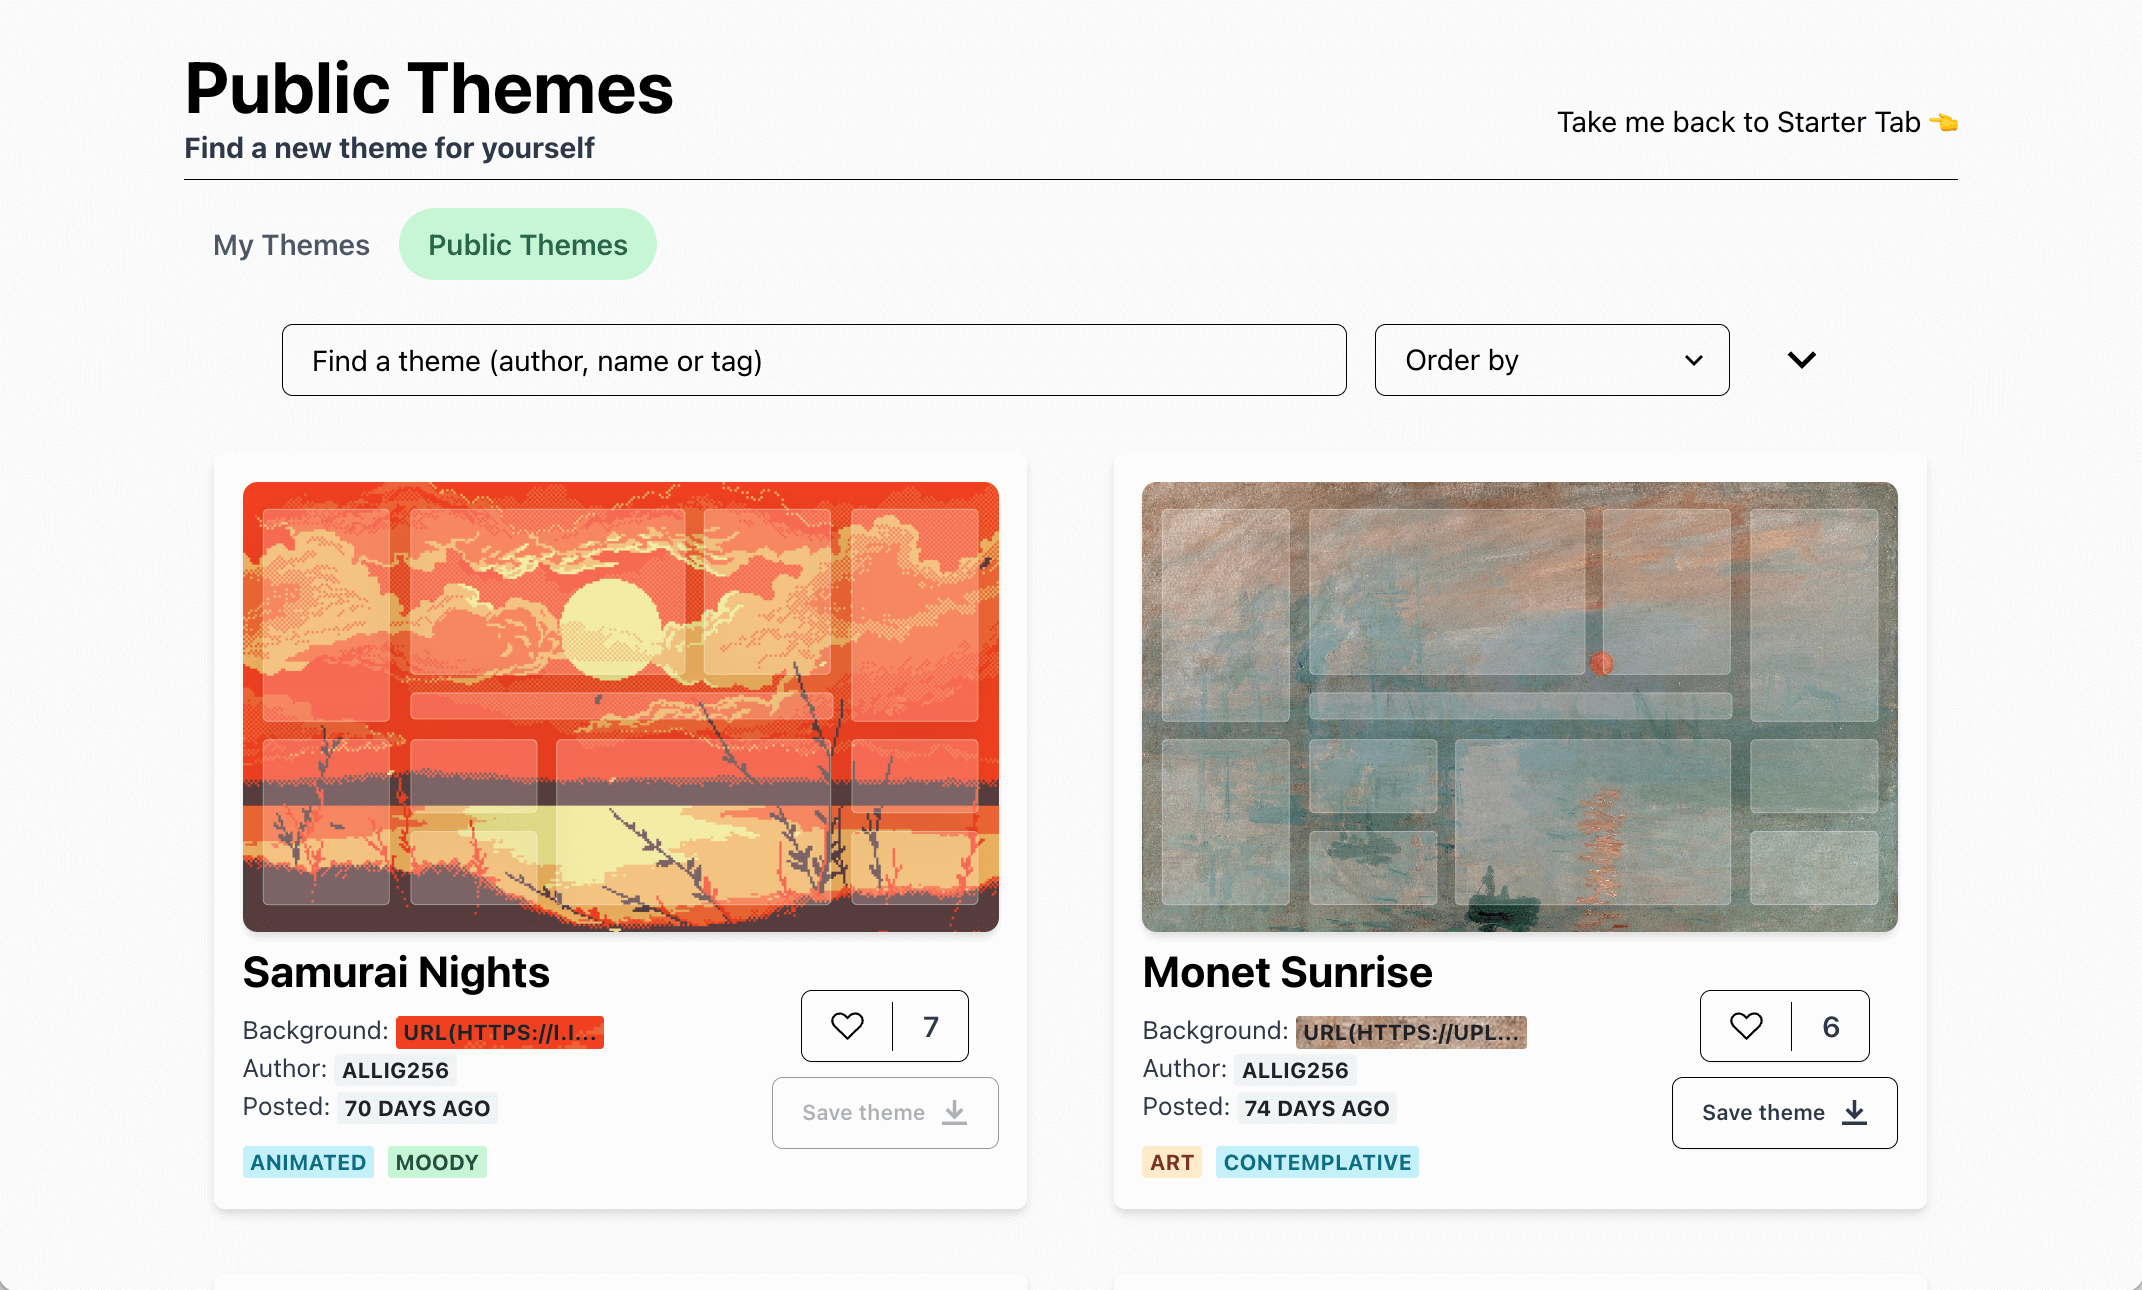 Public Themes
Find a new theme for yourself
Take me back to Starter Tab 👈
My Themes
Public Themes
Find a theme (author, name or tag)
Order by
Samurai Nights
Background: URL(HTTPS://I.I...
Author: ALLIG256
Posted: 70 DAYS AGO
7
Save theme
ANIMATED
MOODY
Monet Sunrise
Background: URL(HTTPS://UPL...
Author: ALLIG256
Posted: 74 DAYS AGO
6
Save theme
ART
CONTEMPLATIVE